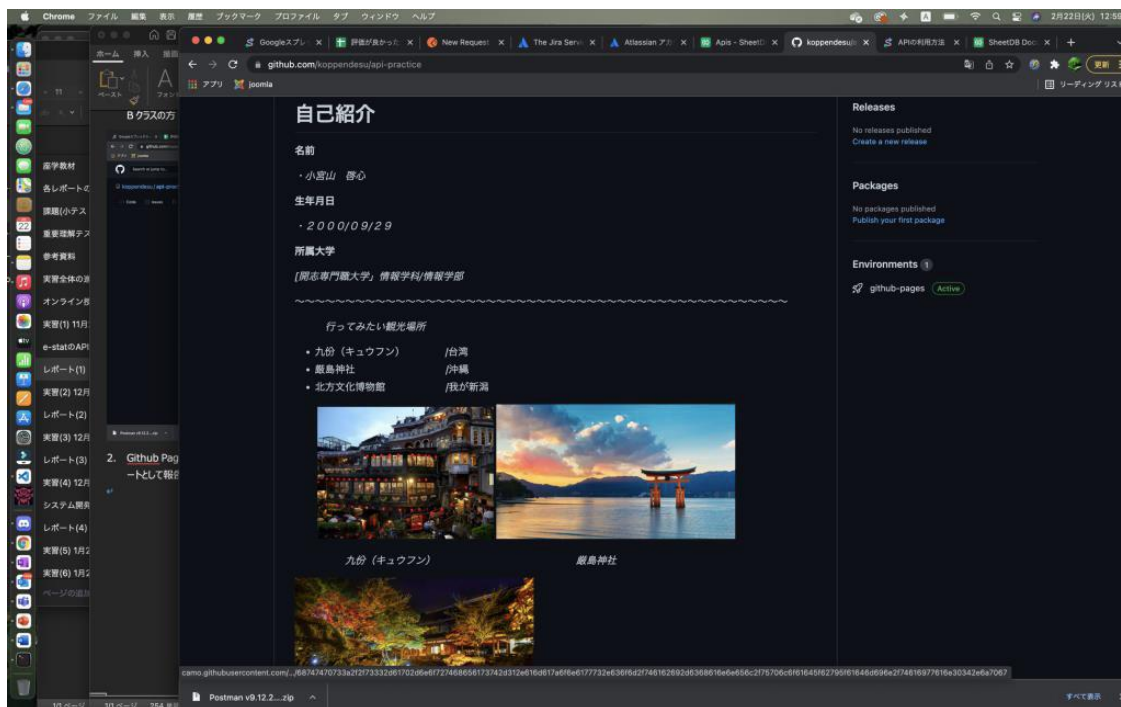 Chrome ファイル 編集 表示 履歴 ブックマーク プロファイル タブ ウィンドウ ヘルプ
2月22日(火) 12:59
Googleスプレ
評価が良かった
New Request
The Jira Servi
Atlassian アカ
Apis - SheetD
koppendesu/a
APIの利用方法
SheetDB Doc
github.com/koppendesu/api-practice
更新
アプリ
joomla
リーディング リスト
ホーム 挿入
ペースト
フォント
B クラスの方
産学教材
各レポートの
課題(小テス
重要理解テス
参考資料
実習全体の進
実習(1) 11月
e-statのAPI
レポート(1)
実習(2) 12月
レポート(2)
実習(3) 12月
レポート(3)
実習(4) 12月
システム開発
レポート(4)
実習(5) 1月2
実習(6) 1月2
ページの追加
2. Github Pag
ートとして報告
自己紹介
名前
・小宮山 啓心
生年月日
・2000/09/29
所属大学
[開志専門職大学」情報学科/情報学部
行ってみたい観光場所
• 九份（キュウフン） /台湾
• 厳島神社 /沖縄
• 北方文化博物館 /我が新潟
九份（キュウフン） 厳島神社
Releases
No releases published
Create a new release
Packages
No packages published
Publish your first package
Environments 1
github-pages Active
Postman v9.12.2....zip
すべて表示